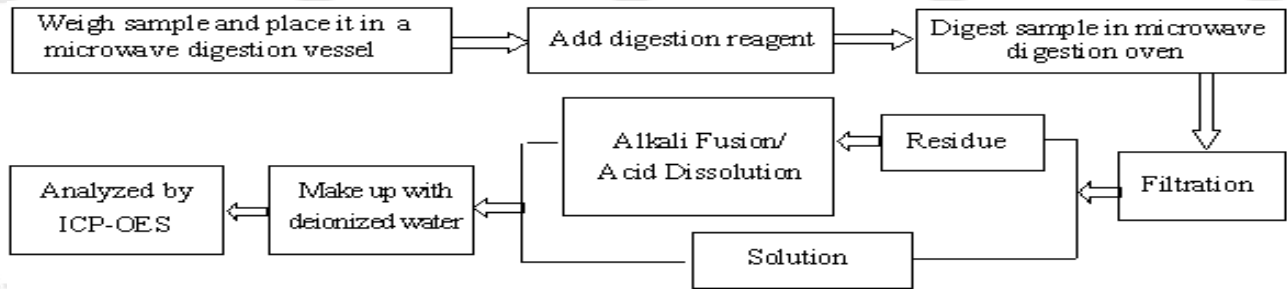 Weigh sample and place it in a
microwave digestion vessel
Add digestion reagent
Digest sample in microwave
digestion oven
Filtration
Residue
Alkali Fusion/
Acid Dissolution
Solution
Make up with
deionized water
Analyzed by
ICP-OES